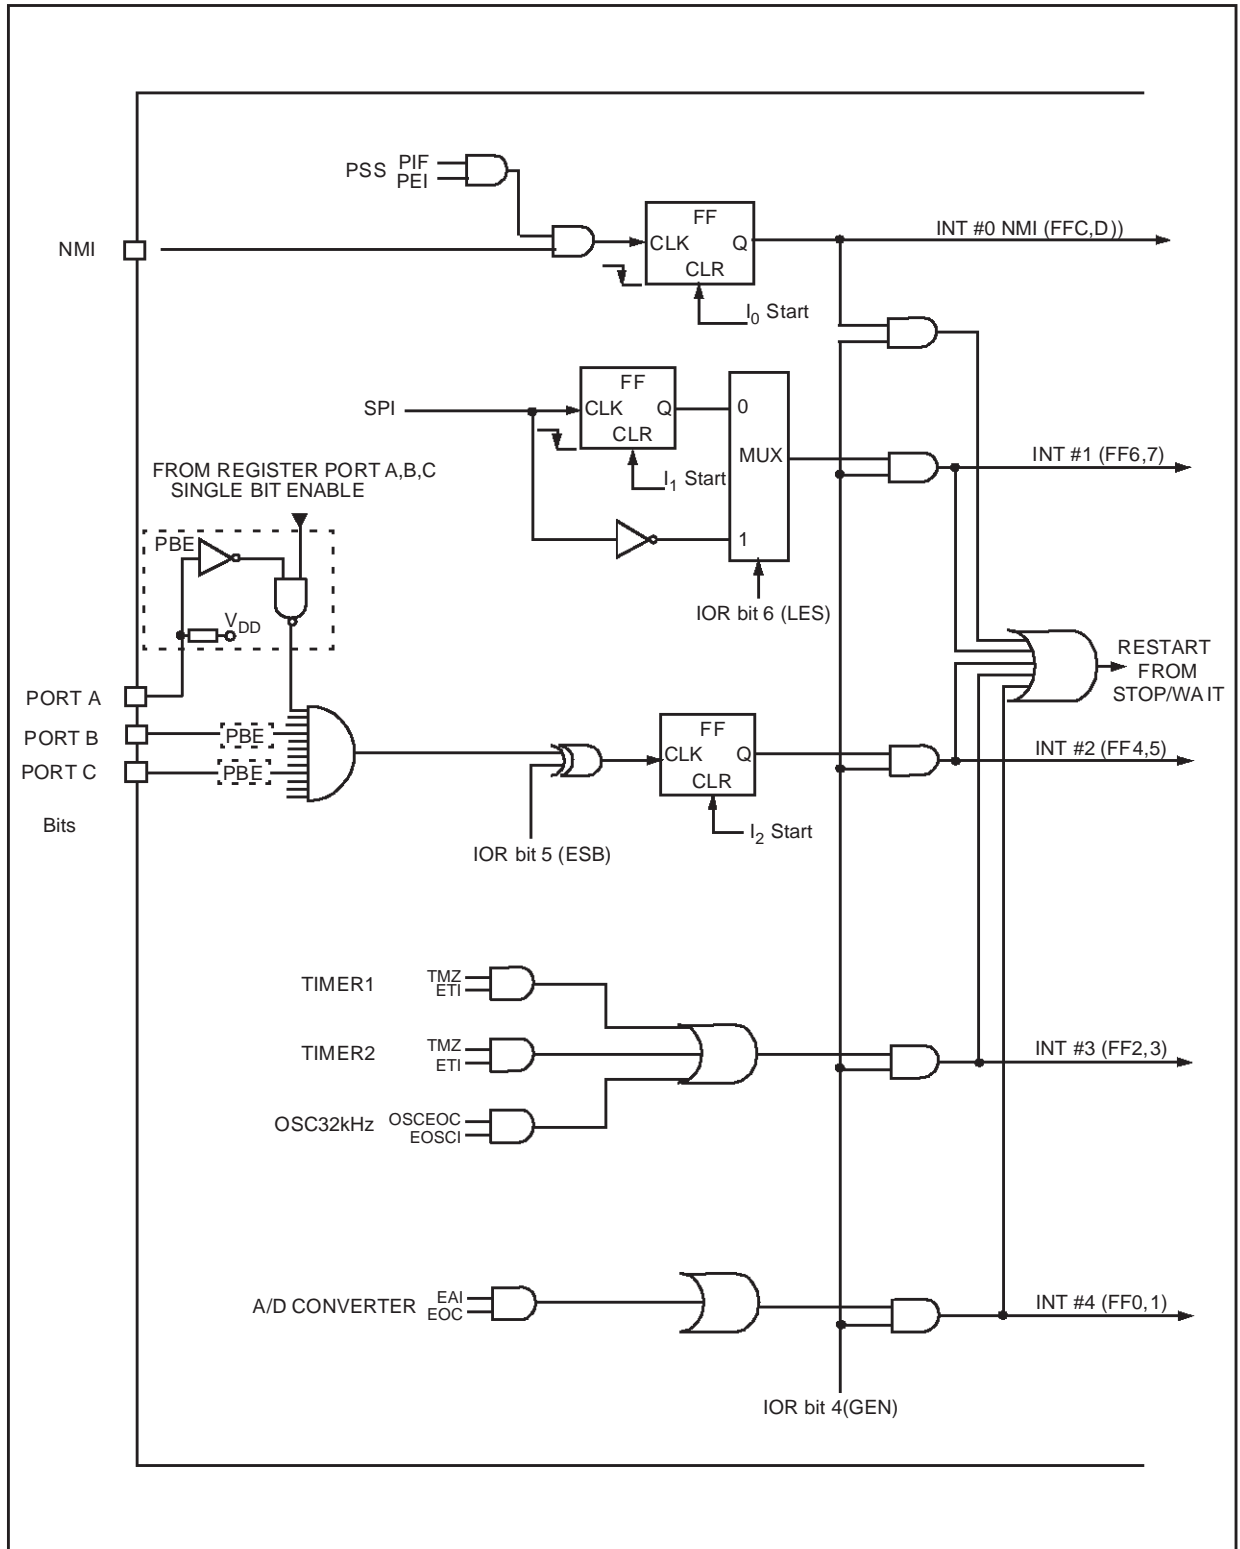 PSS
PIF
PEI
NMI
FF
CLK
Q
CLR
I0 Start
INT #0 NMI (FFC,D))
SPI
FF
CLK
Q
CLR
I1 Start
0
MUX
1
IOR bit 6 (LES)
INT #1 (FF6,7)
FROM REGISTER PORT A,B,C
SINGLE BIT ENABLE
PBE
VDD
PORT A
PORT B
PBE
PORT C
PBE
Bits
IOR bit 5 (ESB)
FF
CLK
Q
CLR
I2 Start
RESTART
FROM
STOP/WAIT
INT #2 (FF4,5)
TIMER1
TMZ
ETI
TIMER2
TMZ
ETI
OSC32kHz
OSCEOC
EOSCI
INT #3 (FF2,3)
A/D CONVERTER
EAI
EOC
INT #4 (FF0,1)
IOR bit 4(GEN)